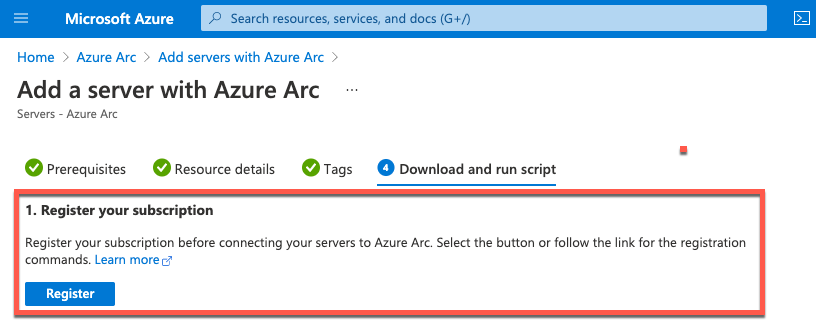 Microsoft Azure
Search resources, services, and docs (G+/)
Home > Azure Arc > Add servers with Azure Arc >
Add a server with Azure Arc ...
Servers - Azure Arc
Prerequisites Resource details Tags 4 Download and run script
1. Register your subscription
Register your subscription before connecting your servers to Azure Arc. Select the button or follow the link for the registration
commands. Learn more
Register